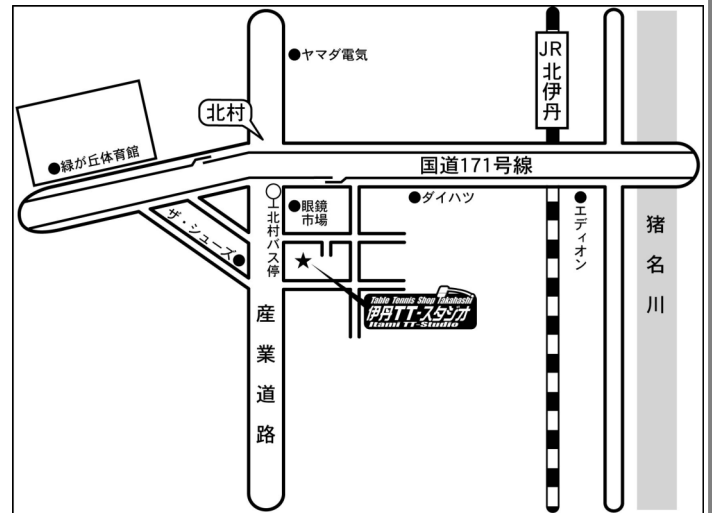 ヤマダ電気
JR
北伊丹
北村
緑が丘体育館
国道171号線
ザ・シューズ
北村バス停
眼鏡
市場
ダイハツ
エディオン
猪名川
Table Tennis Shop Takahashi
伊丹TT-スタジオ
Itami TT-Studio
産業道路